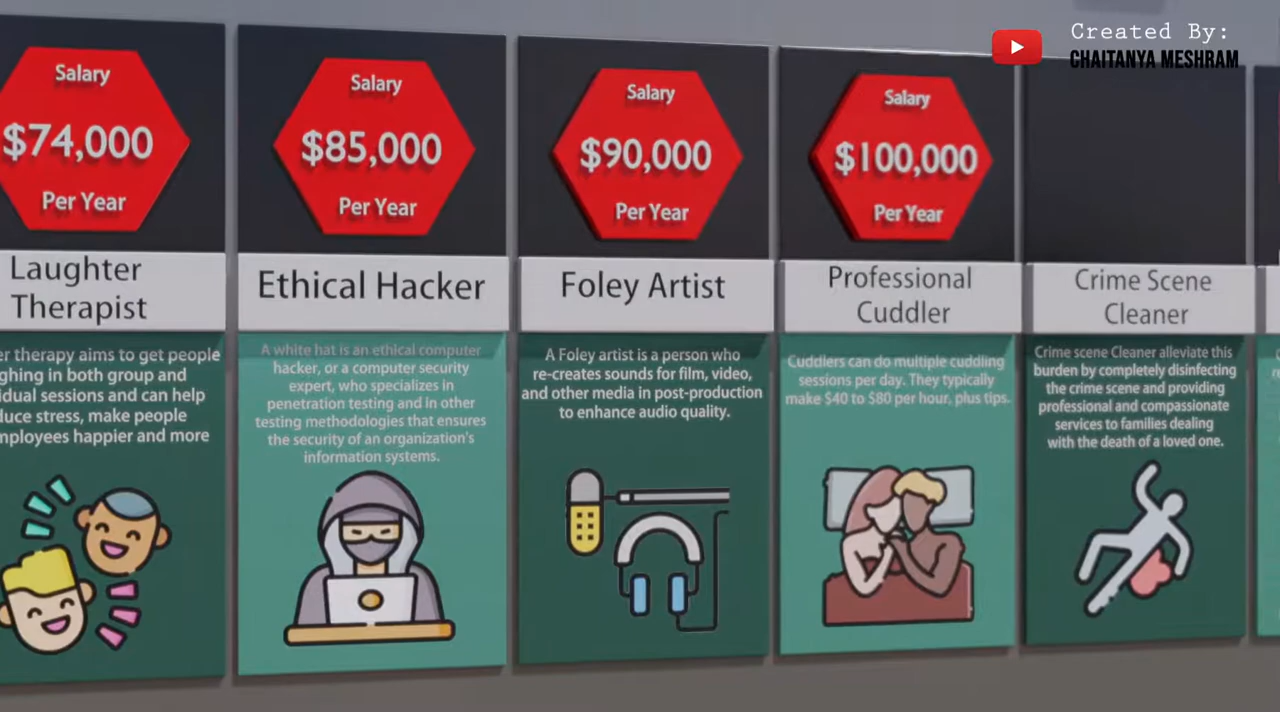 Created By:
CHAITANYA MESHRAM
Salary
$74,000
Per Year
Laughter
Therapist
therapy aims to get people
in both group and
sessions and can help
stress, make people
happier and more
Salary
$85,000
Per Year
Ethical Hacker
A white hat is an ethical computer
hacker, or a computer security
expert, who specializes in
penetration testing and in other
testing methodologies that ensures
the security of an organization's
information systems.
Salary
$90,000
Per Year
Foley Artist
A Foley artist is a person who
re-creates sounds for film, video,
and other media in post-production
to enhance audio quality.
Salary
$100,000
Per Year
Professional
Cuddler
Cuddlers can do multiple cuddling
sessions per day. They typically
make $40 to $80 per hour, plus tips.
Crime Scene
Cleaner
Crime scene Cleaner alleviate this
burden by completely disinfecting
the crime scene and providing
professional and compassionate
services to families dealing
with the death of a loved one.